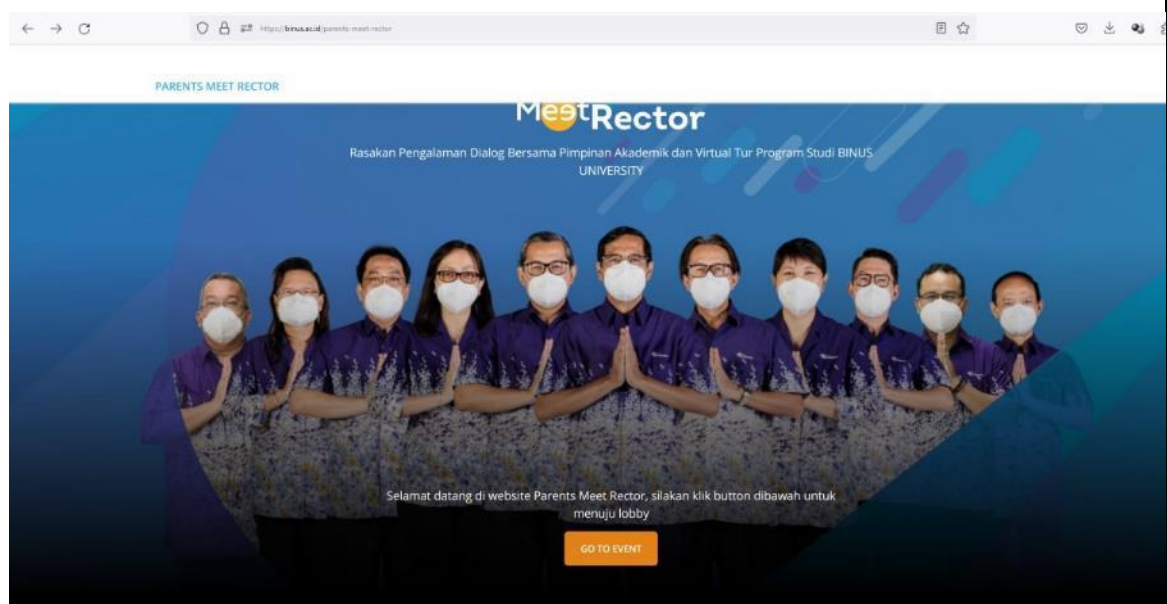 https://binus.ac.id/parents-meet-rector
PARENTS MEET RECTOR
MeetRector
Rasakan Pengalaman Dialog Bersama Pimpinan Akademik dan Virtual Tur Program Studi BINUS
UNIVERSITY
Selamat datang di website Parents Meet Rector, silakan klik button dibawah untuk
menuju lobby
GO TO EVENT